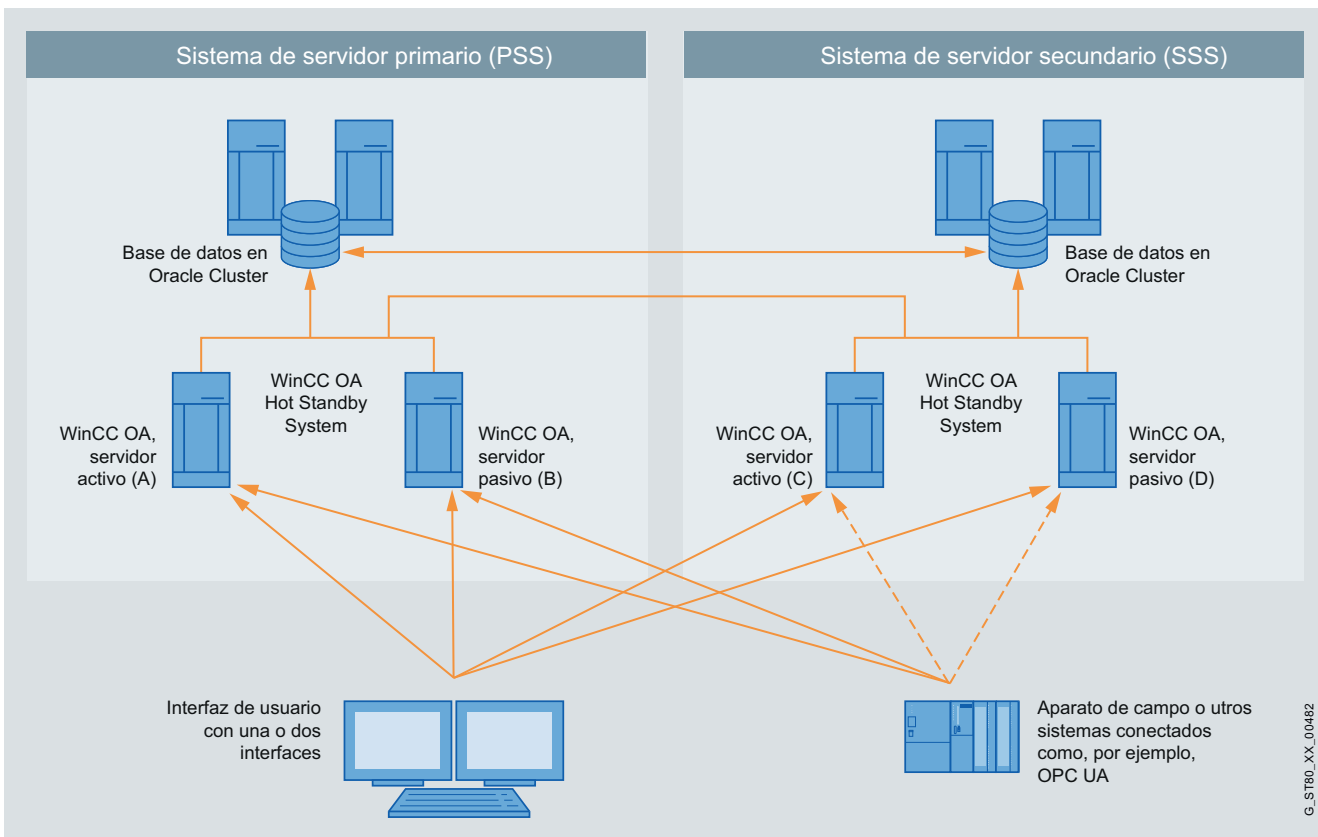 Sistema de servidor primario (PSS)
Sistema de servidor secundario (SSS)
Base de datos en
Oracle Cluster
Base de datos en
Oracle Cluster
WinCC OA
Hot Standby
System
WinCC OA,
servidor
activo (A)
WinCC OA,
servidor
pasivo (B)
WinCC OA
Hot Standby
System
WinCC OA,
servidor
activo (C)
WinCC OA,
servidor
pasivo (D)
Interfaz de usuario
con una o dos
interfaces
Aparato de campo o utros
sistemas conectados
como, por ejemplo,
OPC UA
G_ST80_XX_00482